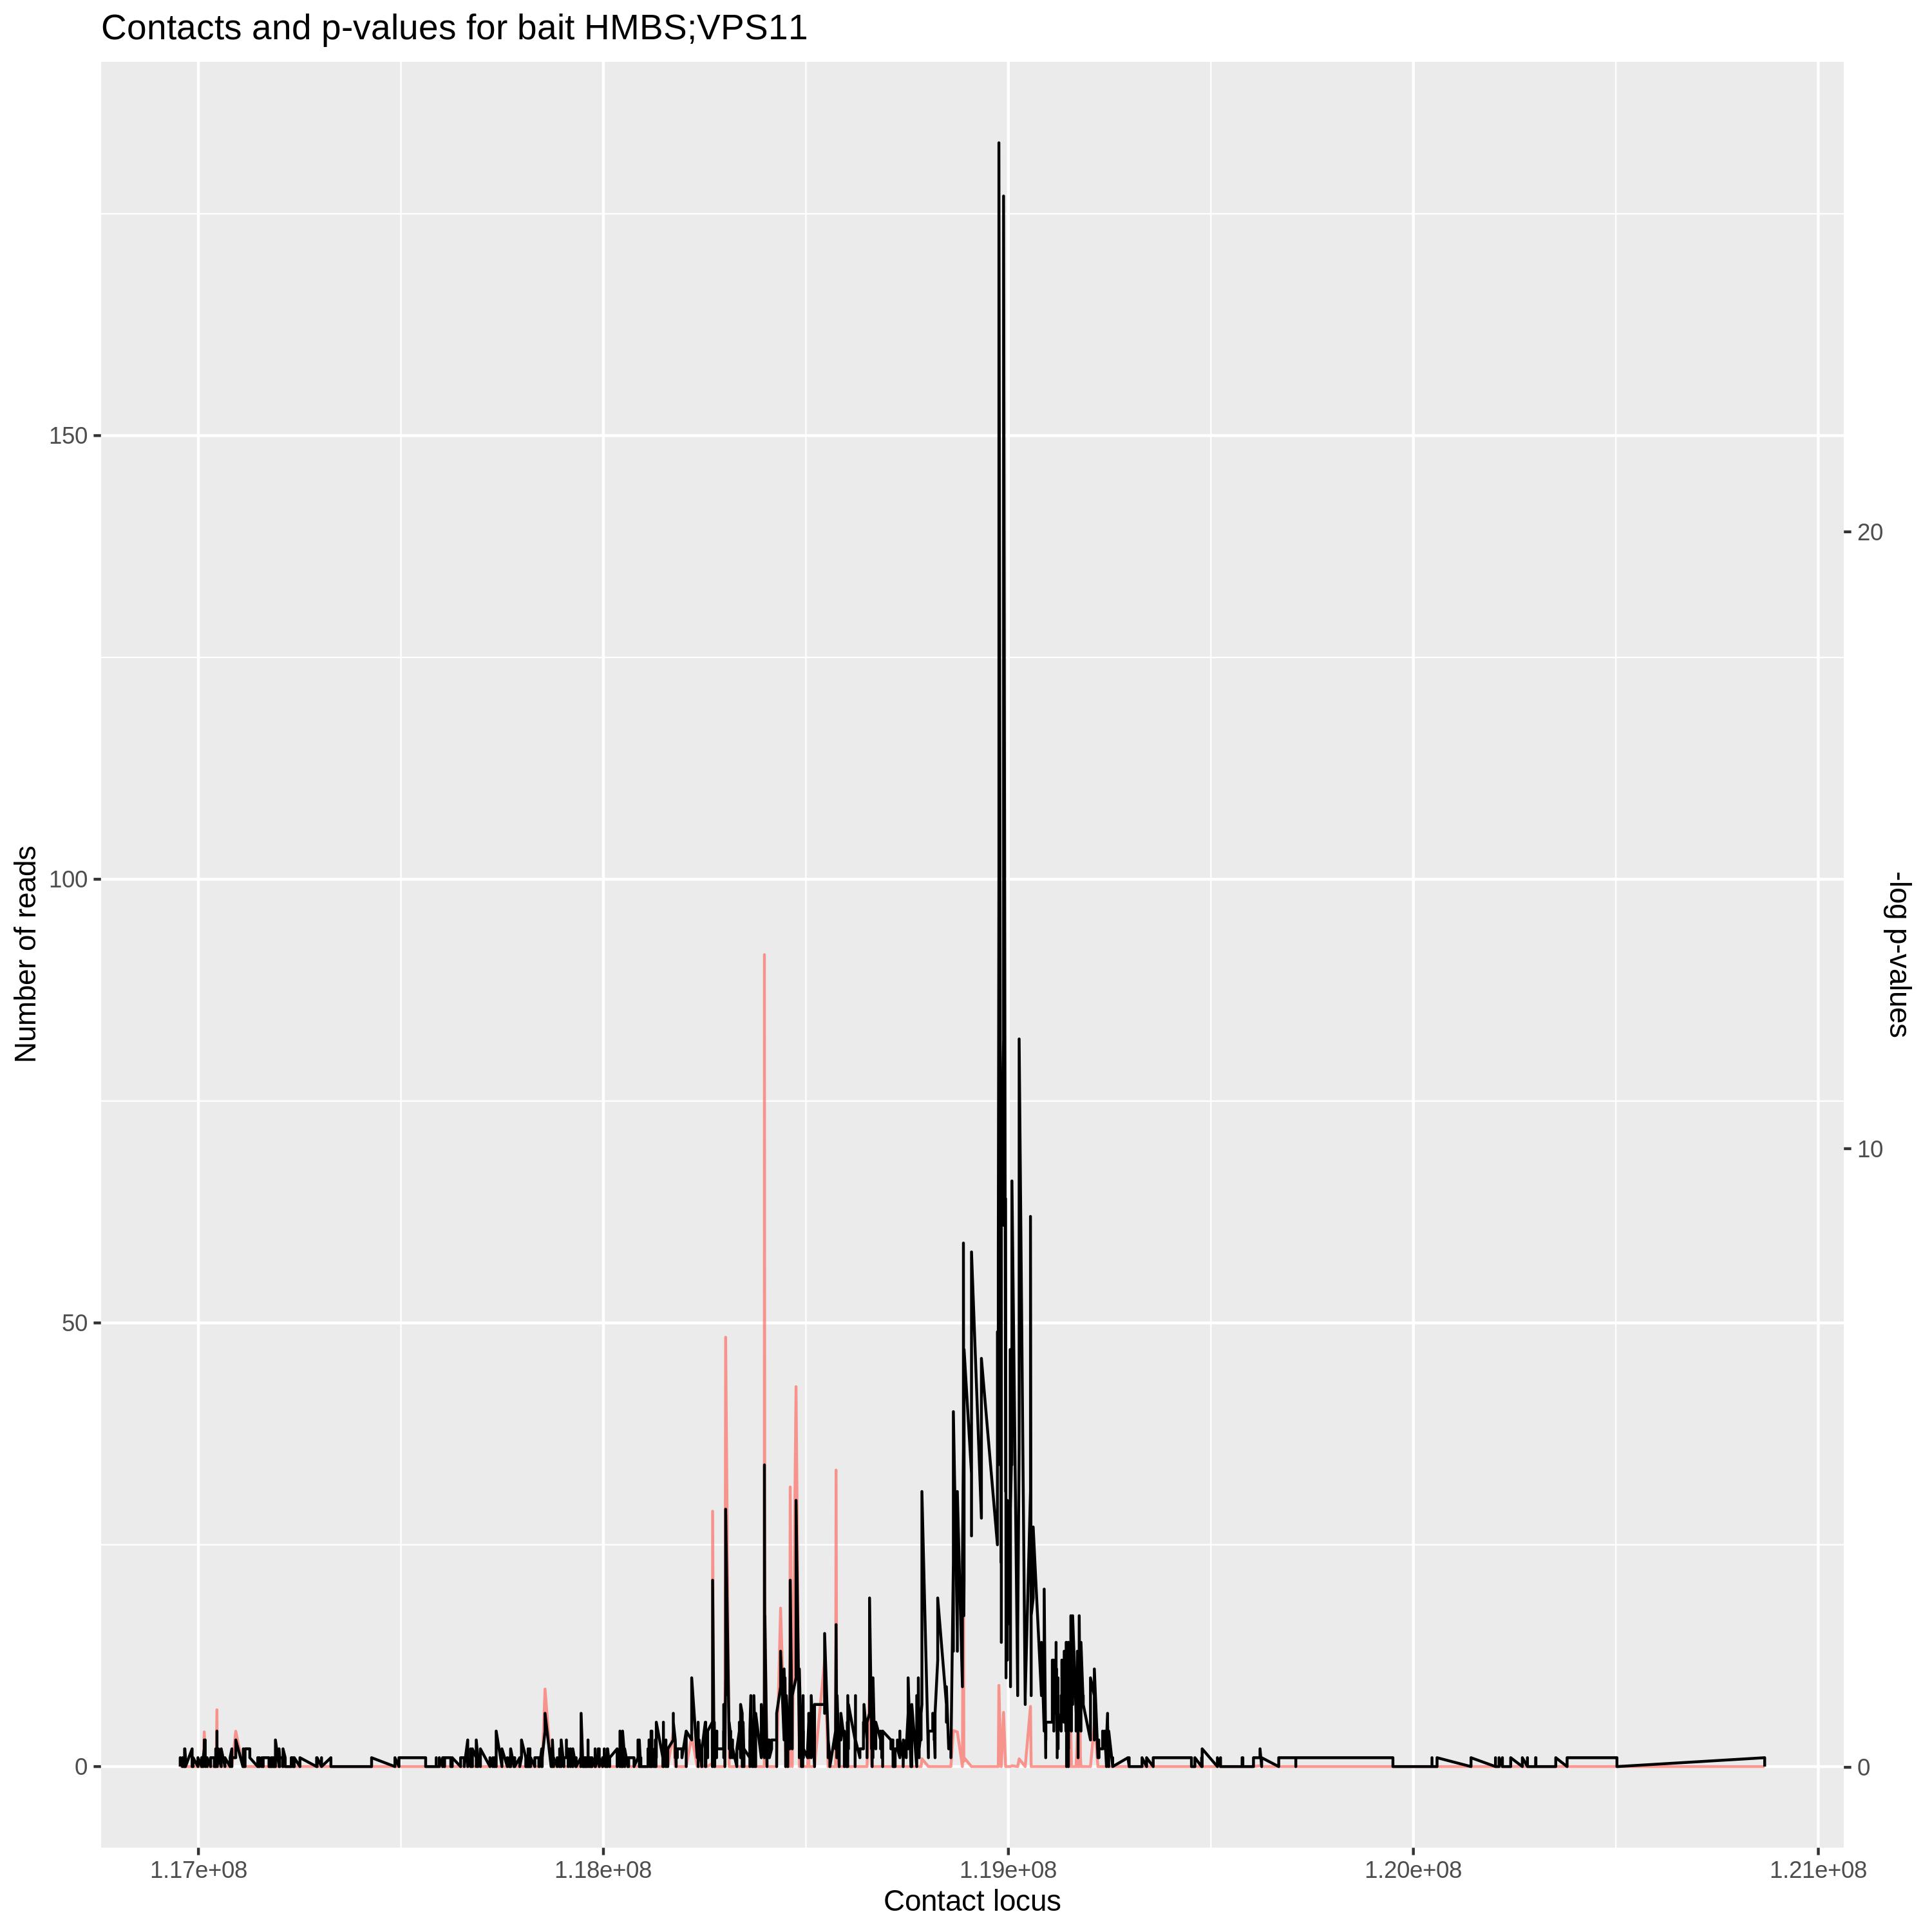 Contacts and p-values for bait HMBS;VPS11
Number of reads
150
100
50
0
20
10
0
-log p-values
1.17e+08
1.18e+08
1.19e+08
1.20e+08
1.21e+08
Contact locus